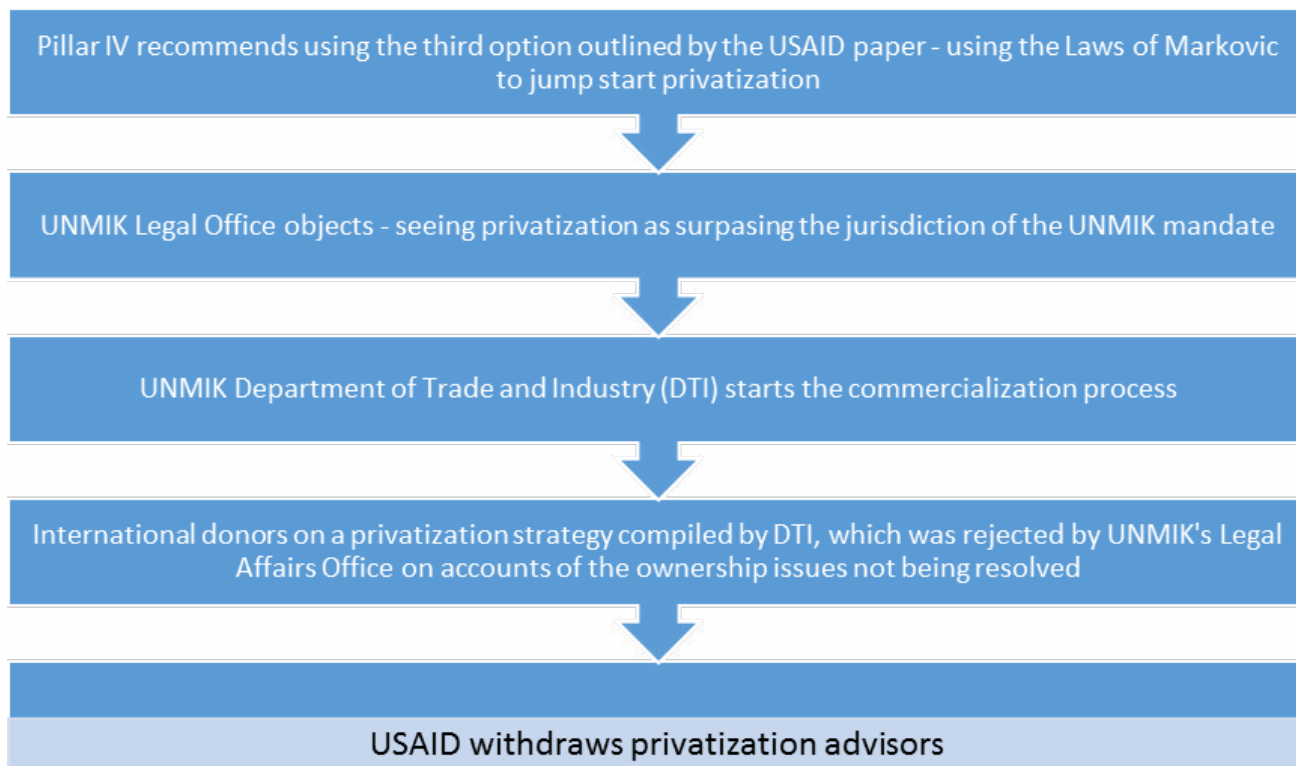 Pillar IV recommends using the third option outlined by the USAID paper - using the Laws of Markovic
to jump start privatization
UNMIK Legal Office objects - seeing privatization as surpasing the jurisdiction of the UNMIK mandate
UNMIK Department of Trade and Industry (DTI) starts the commercialization process
International donors on a privatization strategy compiled by DTI, which was rejected by UNMIK's Legal
Affairs Office on accounts of the ownership issues not being resolved
USAID withdraws privatization advisors